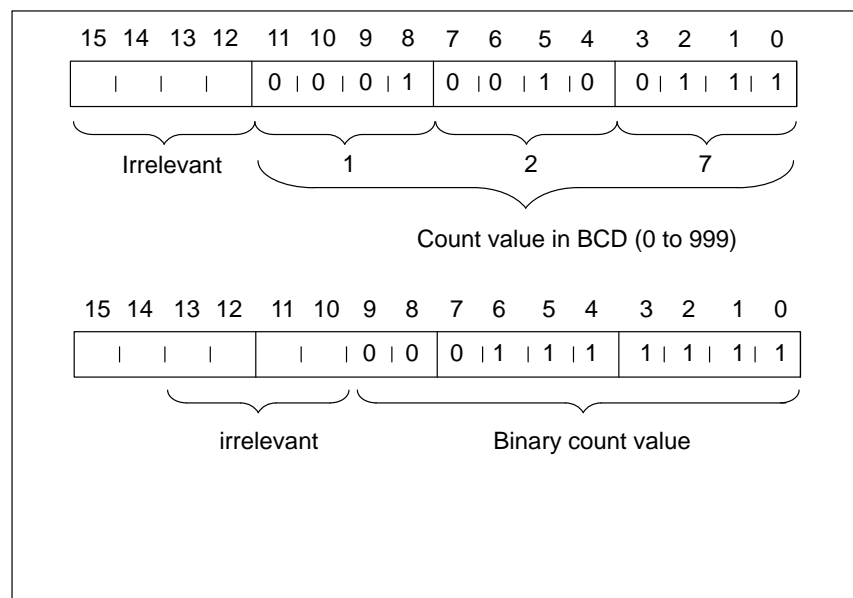 15 14 13 12 11 10 9 8 7 6 5 4 3 2 1 0
0 0 0 1 0 0 1 0 0 1 1 1
Irrelevant 1 2 7
Count value in BCD (0 to 999)
15 14 13 12 11 10 9 8 7 6 5 4 3 2 1 0
0 0 0 1 1 1 1 1 1 1
irrelevant Binary count value